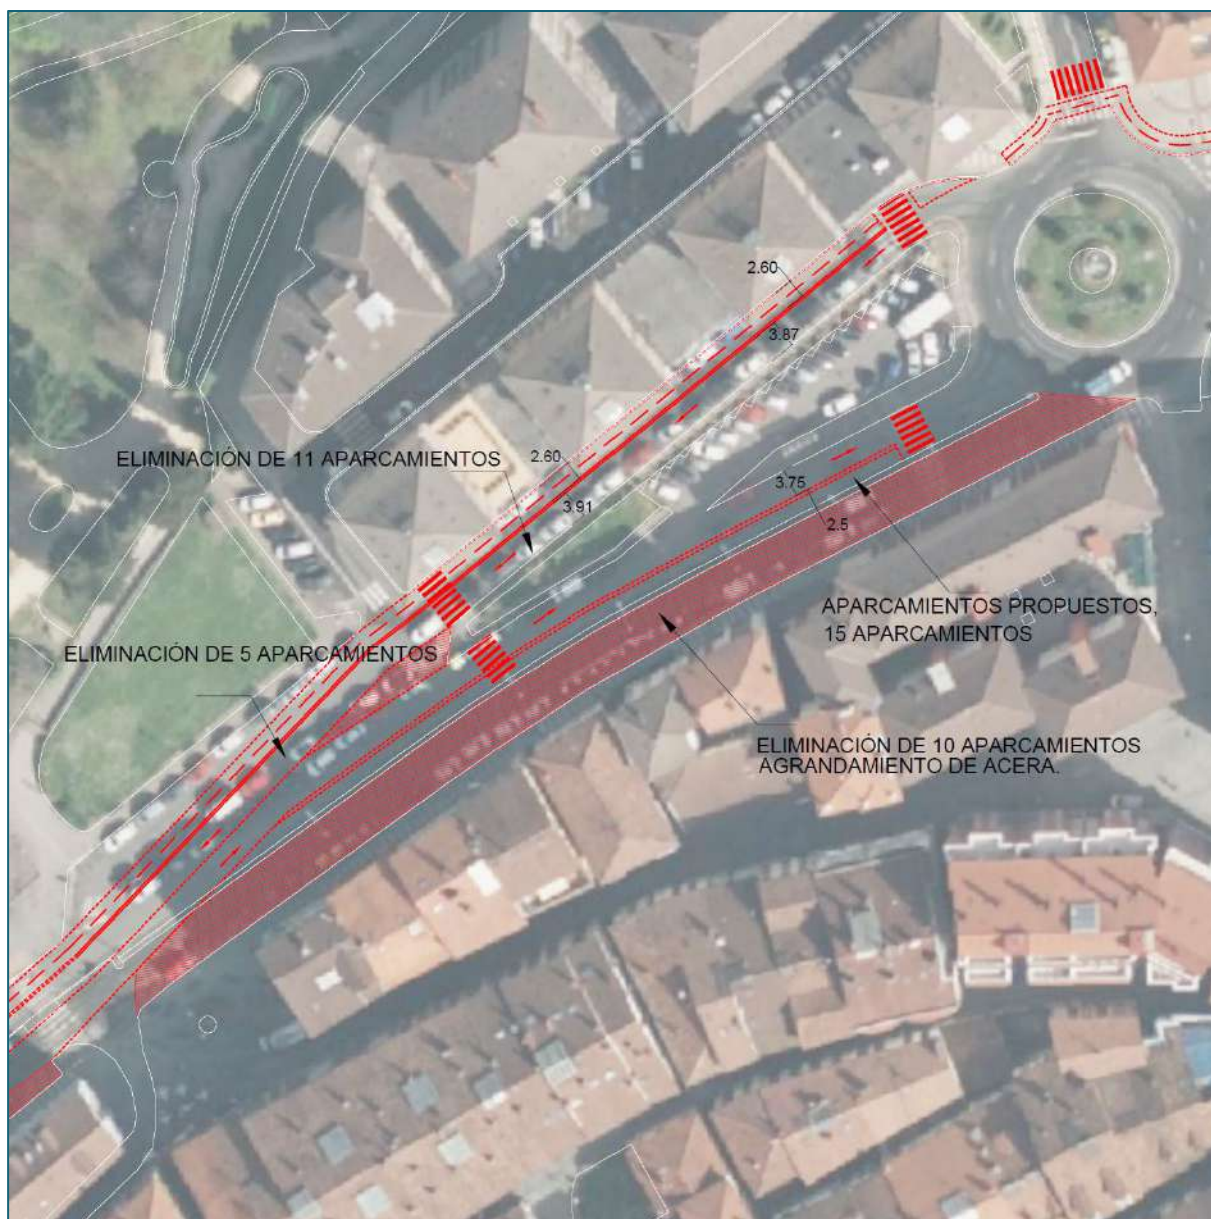 2.60
3.87
ELIMINACIÓN DE 11 APARCAMIENTOS
2.60
3.91
3.75
2.5
APARCAMIENTOS PROPUESTOS,
15 APARCAMIENTOS
ELIMINACIÓN DE 5 APARCAMIENTOS
ELIMINACIÓN DE 10 APARCAMIENTOS
AGRANDAMIENTO DE ACERA.